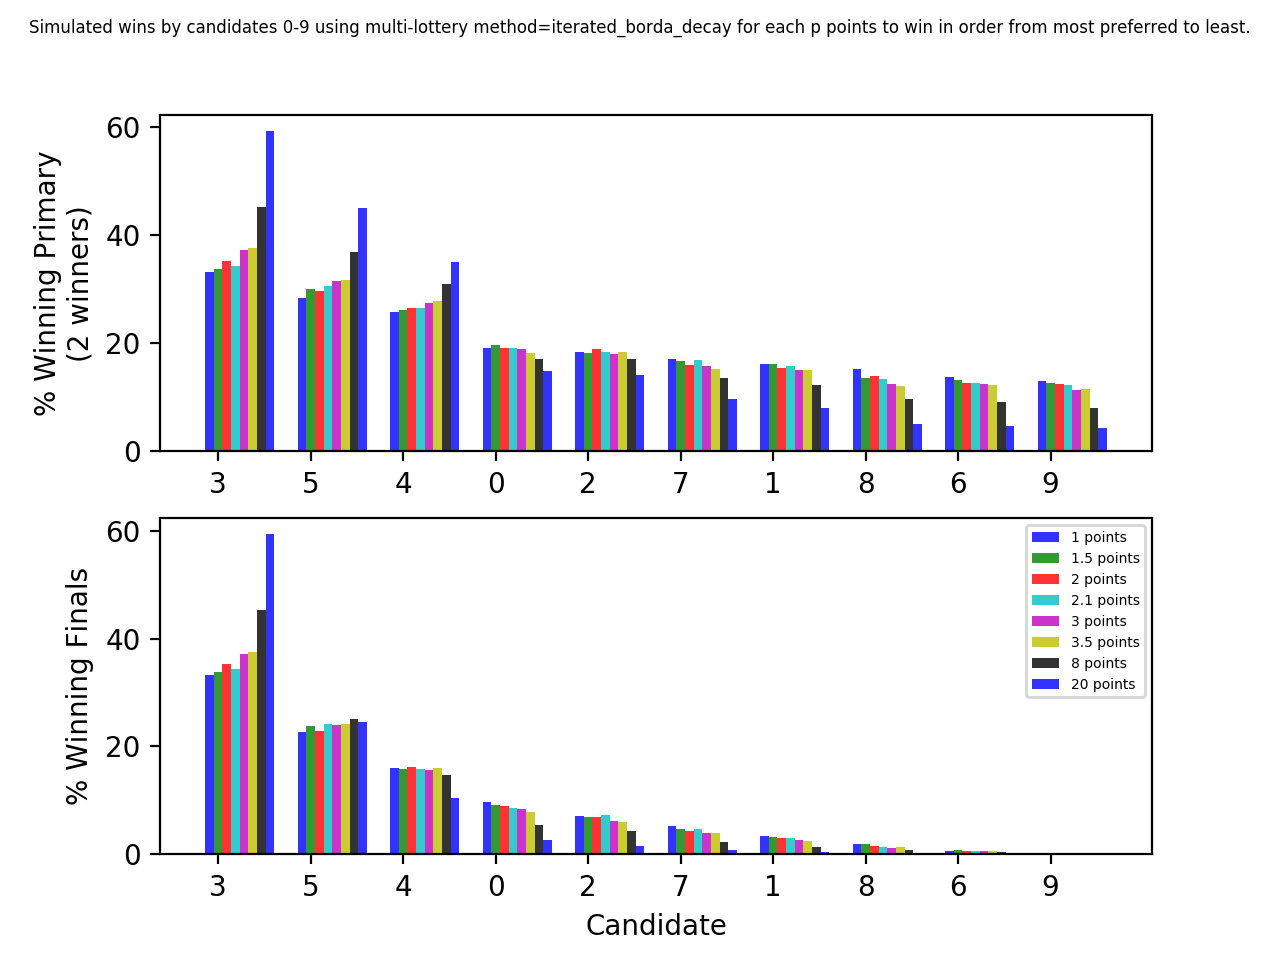 Simulated wins by candidates 0-9 using multi-lottery method=iterated_borda_decay for each p points to win in order from most preferred to least.
% Winning Primary
(2 winners)
60
40
20
0
3 5 4 0 2 7 1 8 6 9
% Winning Finals
60
40
20
0
1 points
1.5 points
2 points
2.1 points
3 points
3.5 points
8 points
20 points
3 5 4 0 2 7 1 8 6 9
Candidate